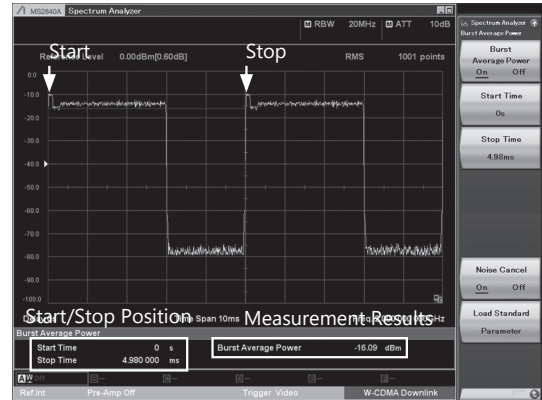 MS2840A Spectrum Analyzer
M RBW 20MHz M ATT 10dB
Start
Stop
Reference Level 0.00dBm[0.60dB] RMS 1001 points
0.0
-10.0
-20.0
-30.0
-40.0
-50.0
-60.0
-70.0
-80.0
-90.0
-100.0
Start/Stop Position
Measurement Results
Time Span 10ms
Burst Average Power
Start Time 0 s
Stop Time 4.980 000 ms
Burst Average Power -16.09 dBm
Ref.Int Pre-Amp Off Trigger Video W-CDMA Downlink
Spectrum Analyzer
Burst Average Power
Burst
Average Power
On Off
Start Time
0s
Stop Time
4.98ms
Noise Cancel
On Off
Load Standard
Parameter